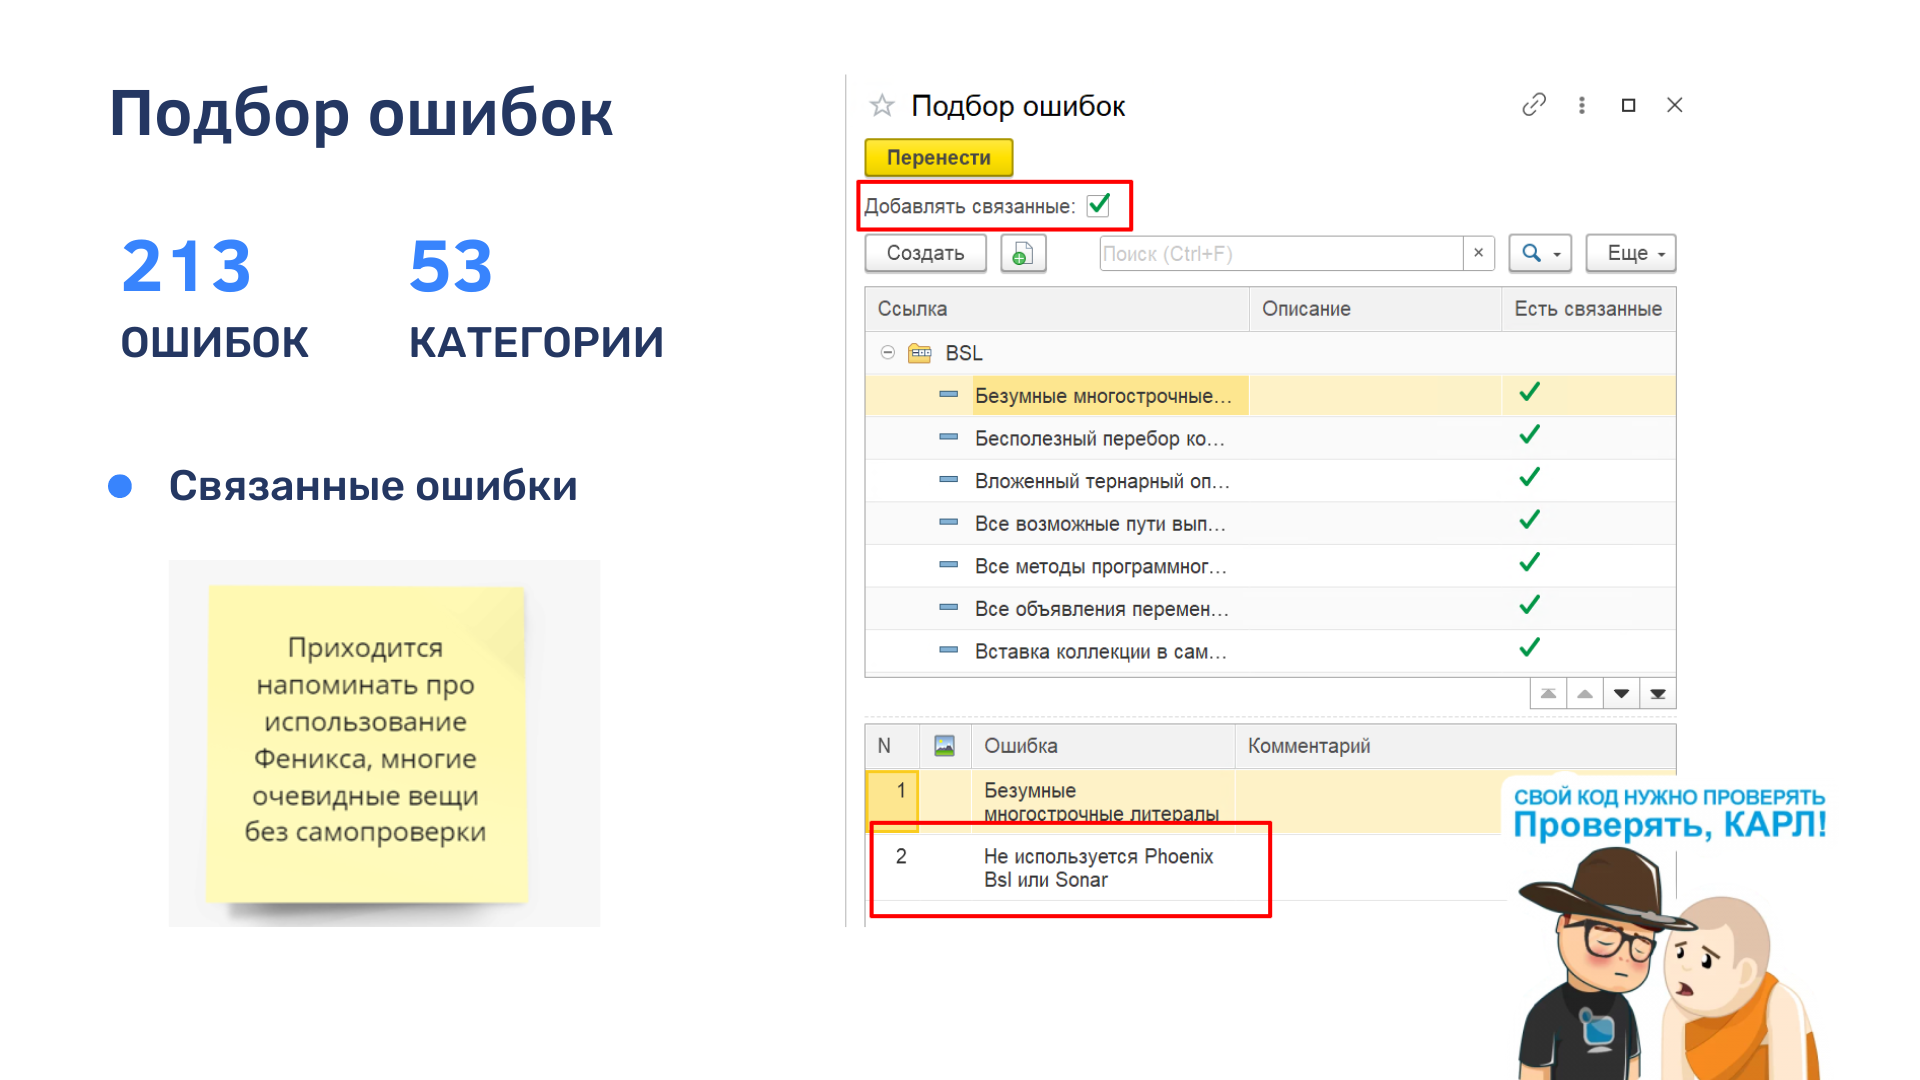 Подбор ошибок
213
ОШИБОК
53
КАТЕГОРИИ
Связанные ошибки
Приходится
напоминать про
использование
Феникса, многие
очевидные вещи
без самопроверки
Подбор ошибок
Перенести
Добавлять связанные:
Создать
Поиск (Ctrl+F)
Еще
Ссылка Описание Есть связанные
BSL
Безумные многострочные...
Бесполезный перебор ко...
Вложенный тернарный оп...
Все возможные пути вып...
Все методы программног...
Все объявления перемен...
Вставка коллекции в сам...
N Ошибка Комментарий
1 Безумные
многострочные литералы
2 Не используется Phoenix
Bsl или Sonar
СВОЙ КОД НУЖНО ПРОВЕРЯТЬ
Проверять, КАРЛ!